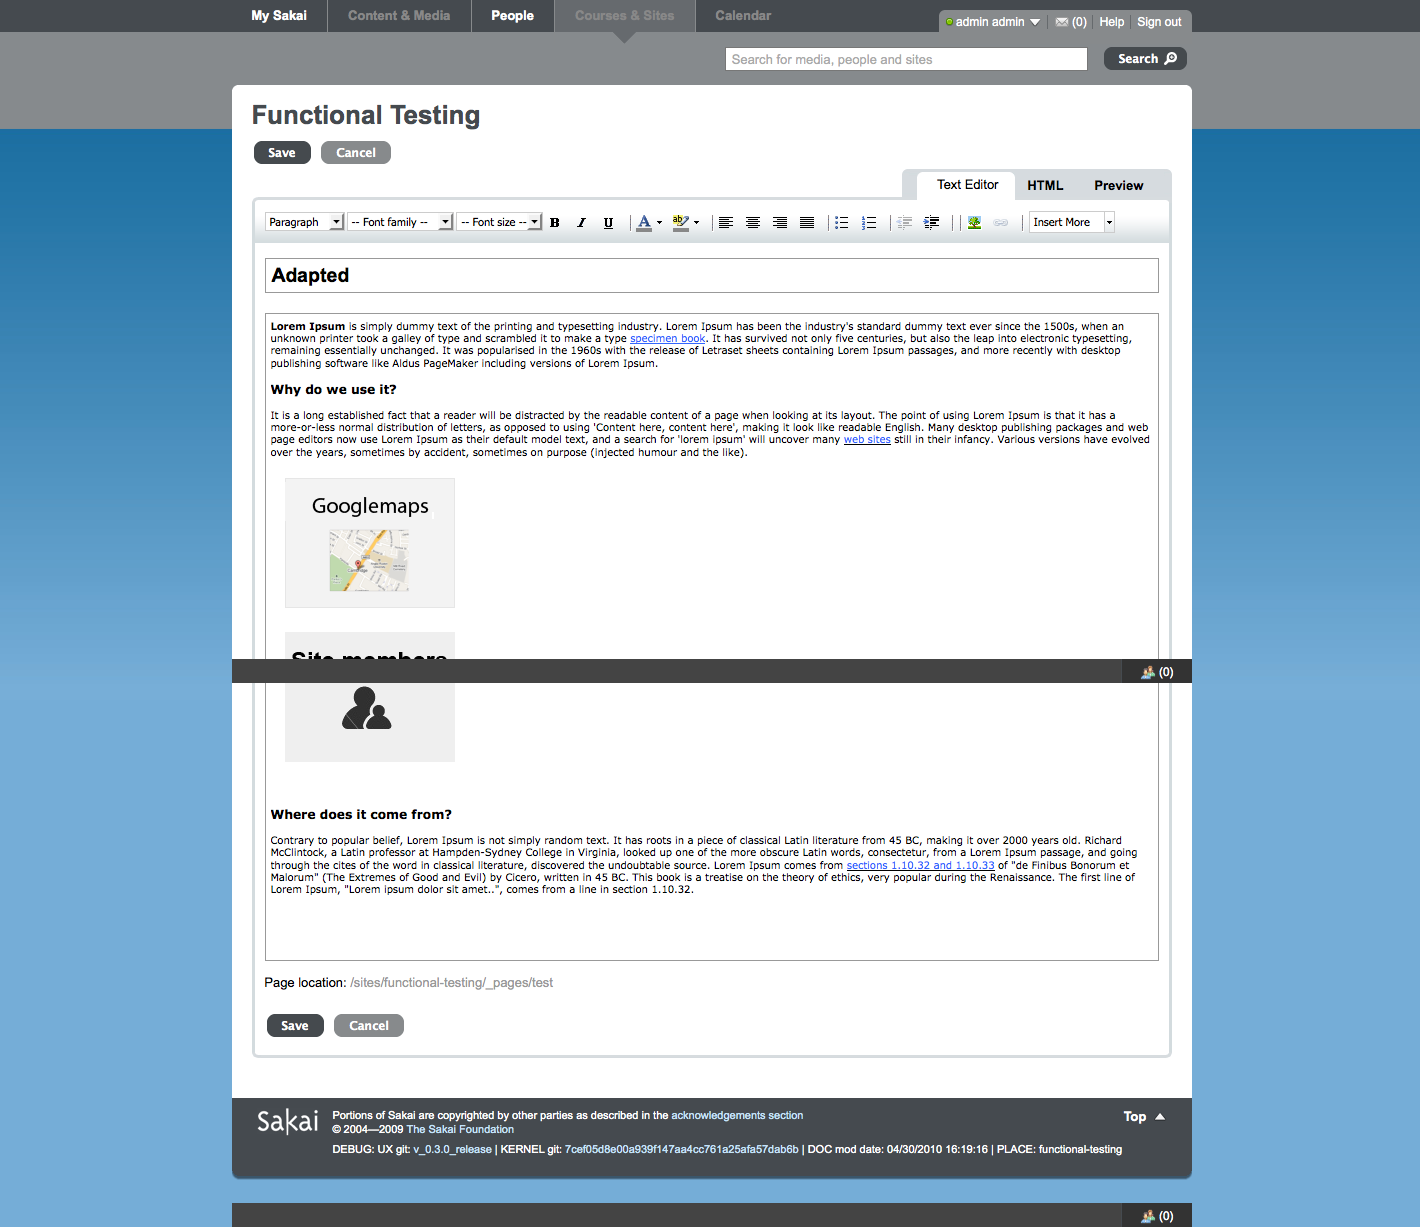 My Sakai Content & Media People Courses & Sites Calendar
admin admin (0) Help Sign out
Search for media, people and sites Search
Functional Testing
Save Cancel
Text Editor HTML Preview
Paragraph -- Font family -- -- Font size -- B I U A ab Insert More
Adapted
Lorem Ipsum is simply dummy text of the printing and typesetting industry. Lorem Ipsum has been the industry's standard dummy text ever since the 1500s, when an
unknown printer took a galley of type and scrambled it to make a type specimen book. It has survived not only five centuries, but also the leap into electronic typesetting,
remaining essentially unchanged. It was popularised in the 1960s with the release of Letraset sheets containing Lorem Ipsum passages, and more recently with desktop
publishing software like Aldus PageMaker including versions of Lorem Ipsum.
Why do we use it?
It is a long established fact that a reader will be distracted by the readable content of a page when looking at its layout. The point of using Lorem Ipsum is that it has a
more-or-less normal distribution of letters, as opposed to using 'Content here, content here', making it look like readable English. Many desktop publishing packages and web
page editors now use Lorem Ipsum as their default model text, and a search for 'lorem ipsum' will uncover many web sites still in their infancy. Various versions have evolved
over the years, sometimes by accident, sometimes on purpose (injected humour and the like).
Googlemaps
Site members
(0)
Where does it come from?
Contrary to popular belief, Lorem Ipsum is not simply random text. It has roots in a piece of classical Latin literature from 45 BC, making it over 2000 years old. Richard
McClintock, a Latin professor at Hampden-Sydney College in Virginia, looked up one of the more obscure Latin words, consectetur, from a Lorem Ipsum passage, and going
through the cites of the word in classical literature, discovered the undoubtable source. Lorem Ipsum comes from sections 1.10.32 and 1.10.33 of "de Finibus Bonorum et
Malorum" (The Extremes of Good and Evil) by Cicero, written in 45 BC. This book is a treatise on the theory of ethics, very popular during the Renaissance. The first line of
Lorem Ipsum, "Lorem ipsum dolor sit amet..", comes from a line in section 1.10.32.
Page location: /sites/functional-testing/_pages/test
Save Cancel
Sakai Portions of Sakai are copyrighted by other parties as described in the acknowledgements section Top
© 2004—2009 The Sakai Foundation
DEBUG: UX git: v_0.3.0_release | KERNEL git: 7cef05d8e00a939f147aa4cc761a25afa57dab6b | DOC mod date: 04/30/2010 16:19:16 | PLACE: functional-testing
(0)